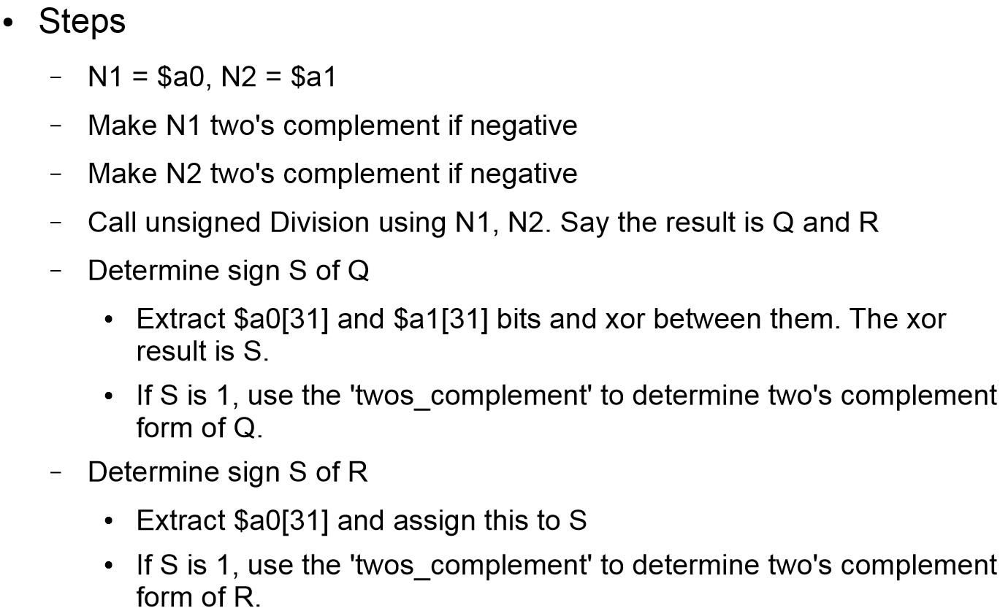 • Steps
– N1 = $a0, N2 = $a1
– Make N1 two's complement if negative
– Make N2 two's complement if negative
– Call unsigned Division using N1, N2. Say the result is Q and R
– Determine sign S of Q
• Extract $a0[31] and $a1[31] bits and xor between them. The xor
result is S.
• If S is 1, use the 'twos_complement' to determine two's complement
form of Q.
– Determine sign S of R
• Extract $a0[31] and assign this to S
• If S is 1, use the 'twos_complement' to determine two's complement
form of R.